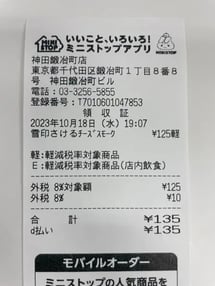 MINI STOP
いいこと、いろいろ!
ミニストップアプリ
MINISTOP
神田鍛冶町店
東京都千代田区鍛冶町1丁目8番8
号 神田鍛冶町ビル
電話:03-3256-5855
登録番号:T7010601047853
領 収 証
2023年10月18日(水) 19:07
雪印さけるチーズスモーク ¥125軽
軽:軽減税率対象商品
E:軽減税率対象商品(店内飲食)
外税 8%対象額 ¥125
外税 8% ¥10
合 計 ¥135
d払い ¥135
モバイルオーダー
ミニストップの人気商品を